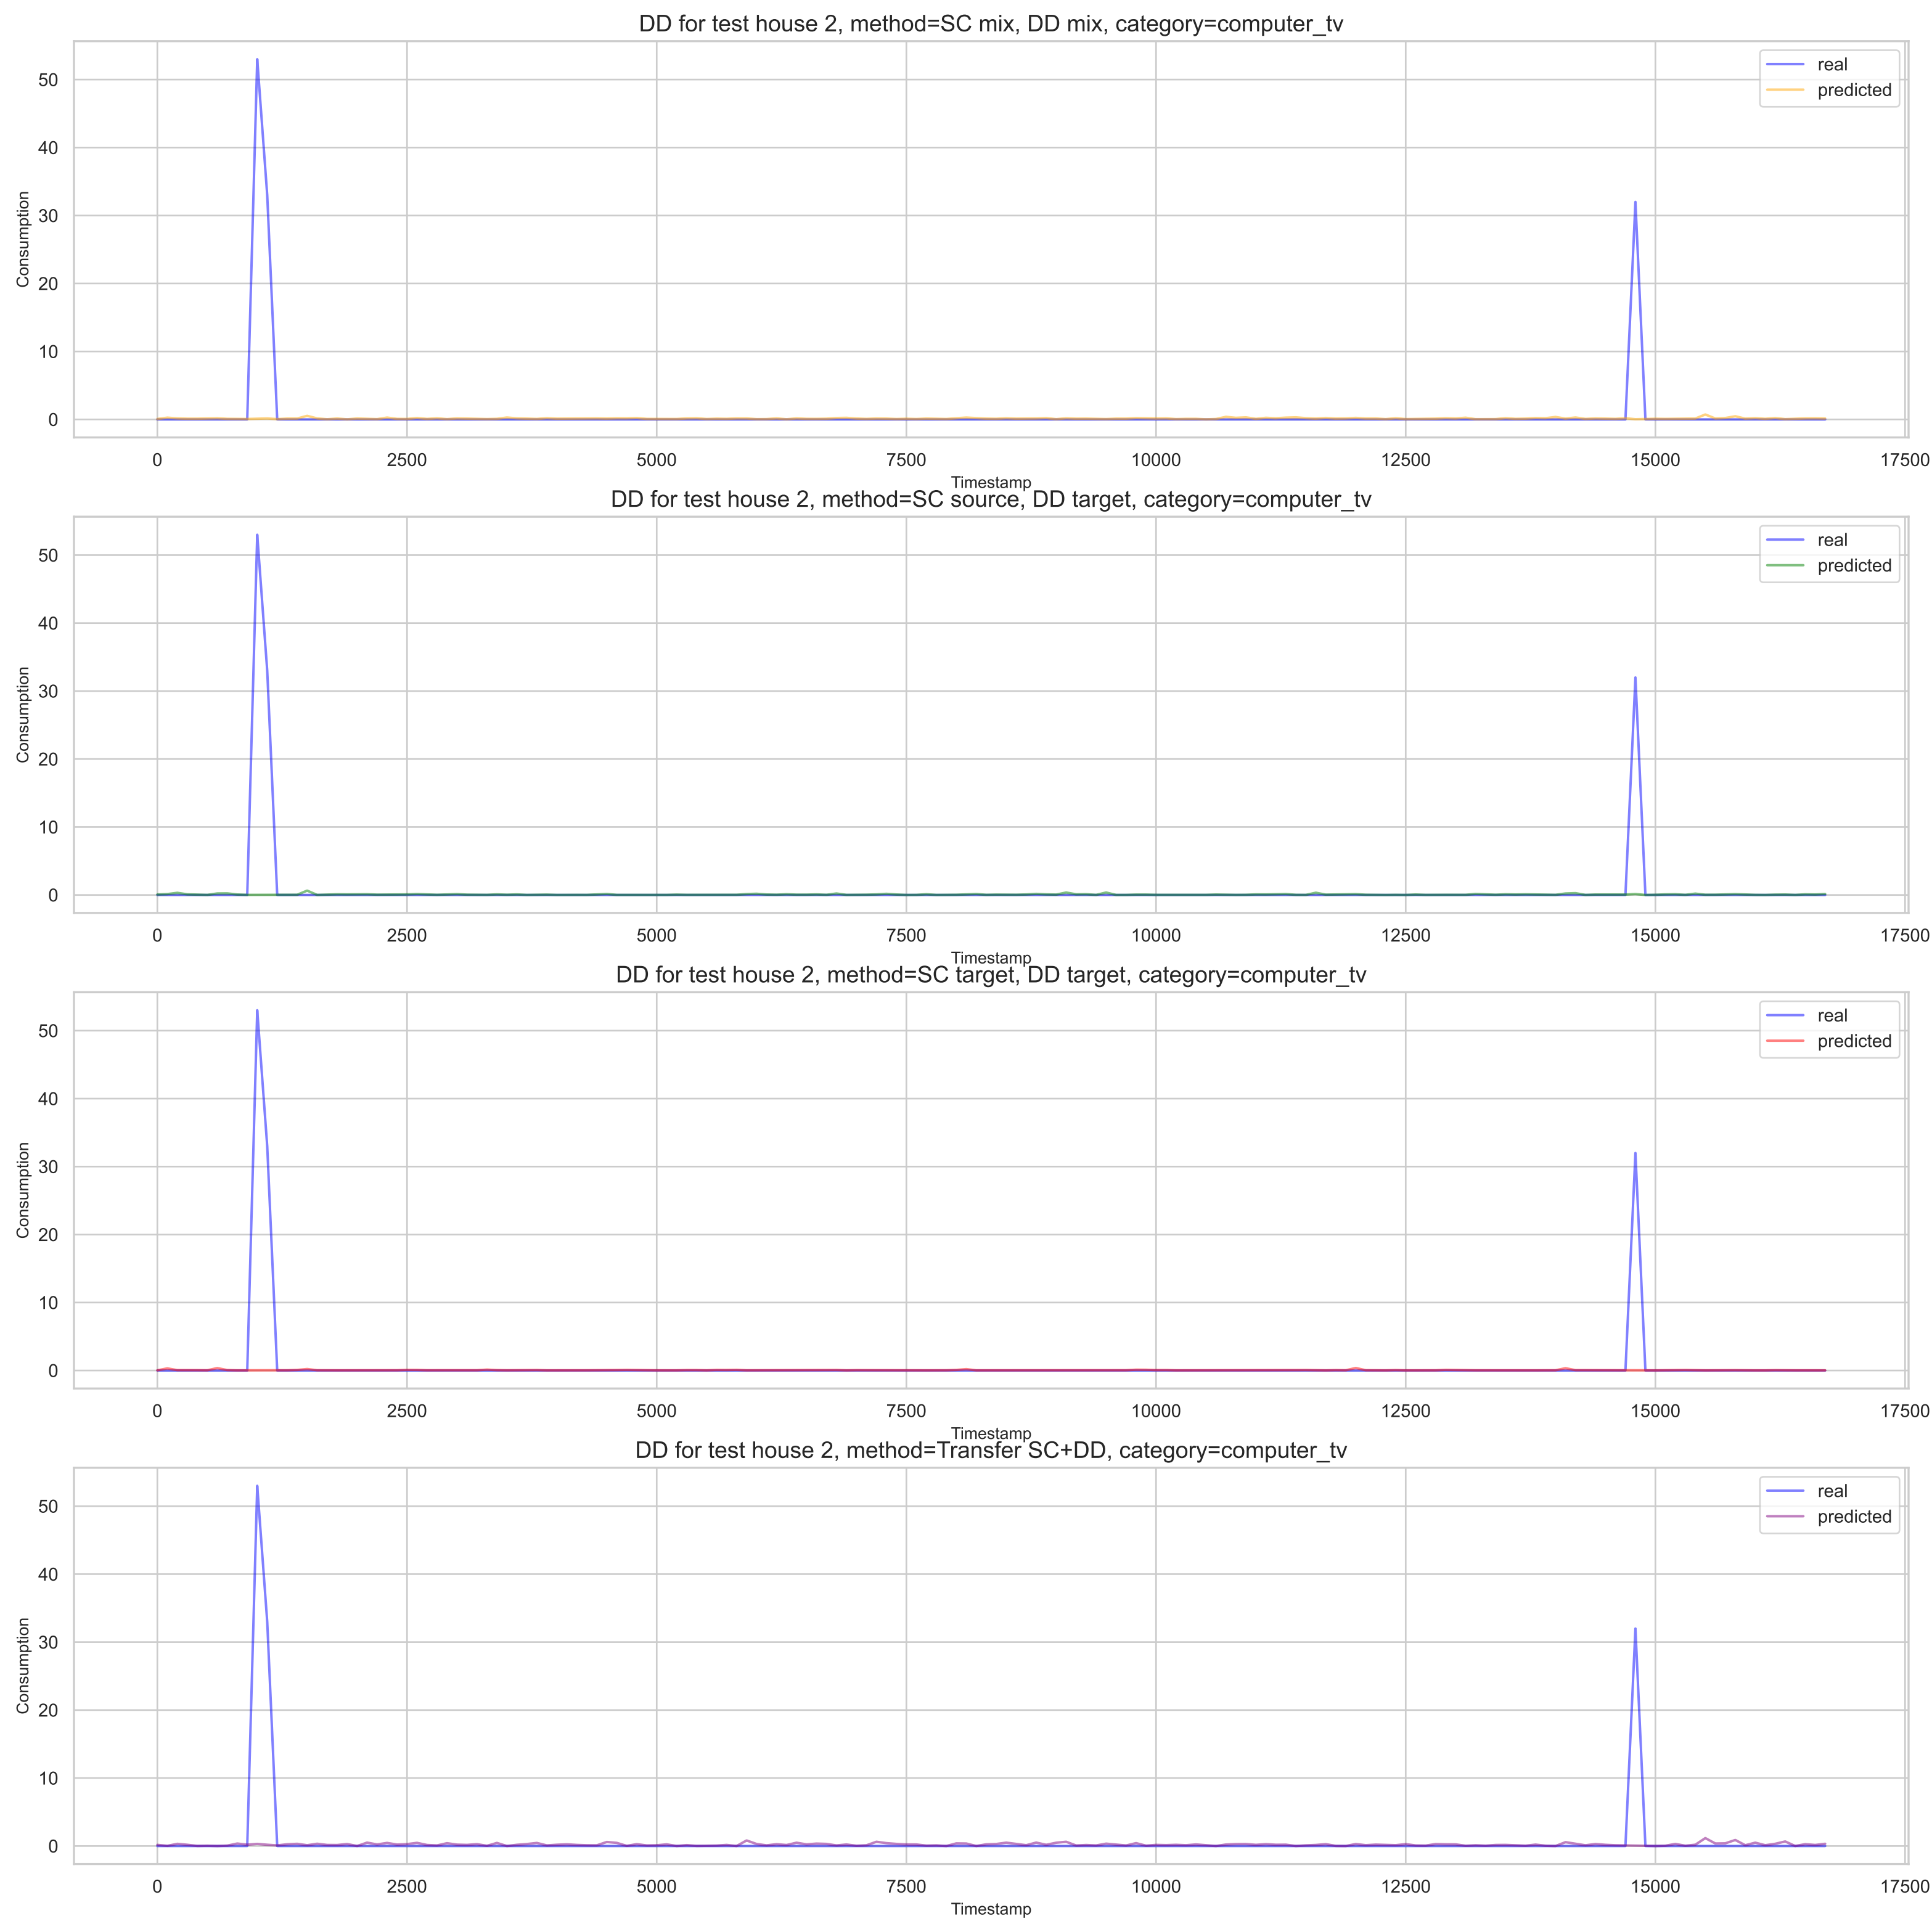 DD for test house 2, method=SC mix, DD mix, category=computer_tv
real
predicted
50
40
30
20
10
0
Consumption
0 2500 5000 7500 10000 12500 15000 17500
Timestamp
DD for test house 2, method=SC source, DD target, category=computer_tv
real
predicted
50
40
30
20
10
0
Consumption
0 2500 5000 7500 10000 12500 15000 17500
Timestamp
DD for test house 2, method=SC target, DD target, category=computer_tv
real
predicted
50
40
30
20
10
0
Consumption
0 2500 5000 7500 10000 12500 15000 17500
Timestamp
DD for test house 2, method=Transfer SC+DD, category=computer_tv
real
predicted
50
40
30
20
10
0
Consumption
0 2500 5000 7500 10000 12500 15000 17500
Timestamp